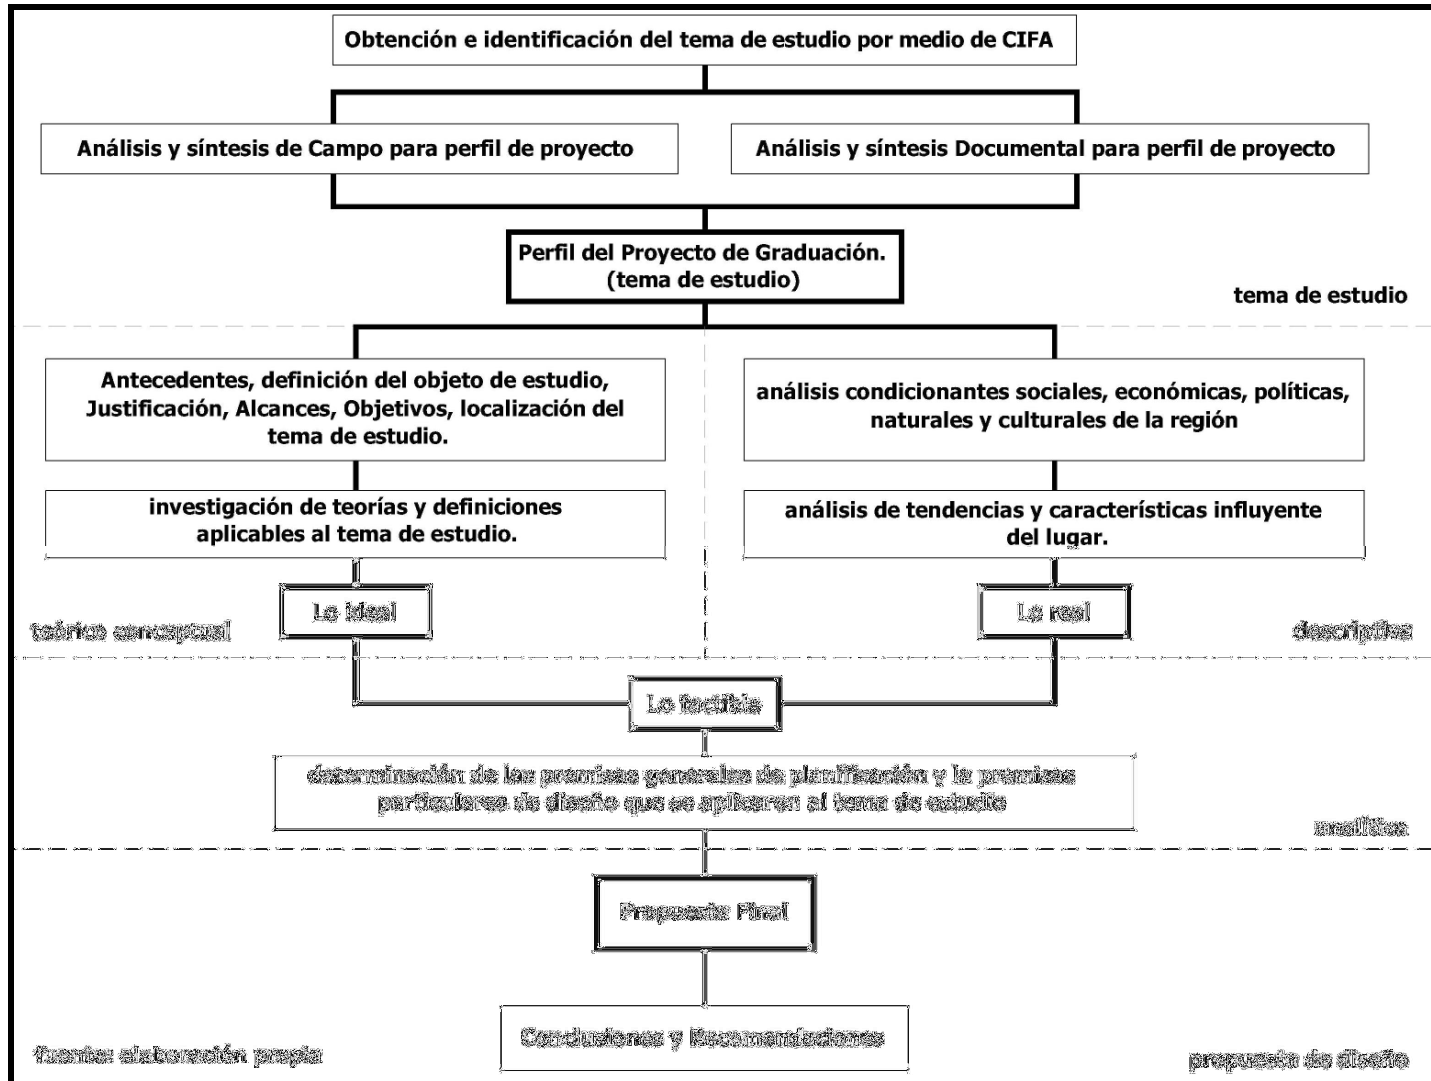 Obtención e identificación del tema de estudio por medio de CIFA
Análisis y síntesis de Campo para perfil de proyecto
Análisis y síntesis Documental para perfil de proyecto
Perfil del Proyecto de Graduación.
(tema de estudio)
tema de estudio
Antecedentes, definición del objeto de estudio,
Justificación, Alcances, Objetivos, localización del
tema de estudio.
análisis condicionantes sociales, económicas, políticas,
naturales y culturales de la región
investigación de teorías y definiciones
aplicables al tema de estudio.
análisis de tendencias y características influyente
del lugar.
Lo ideal
Lo real
teórico conceptual
descriptiva
Lo factible
determinación de las premisas generales de planificación y la premisas
particulares de diseño que se aplicaren al tema de estudio
analítica
Propuesta Final
Conclusiones y
fuente: elaboración propia
propuesta de diseño